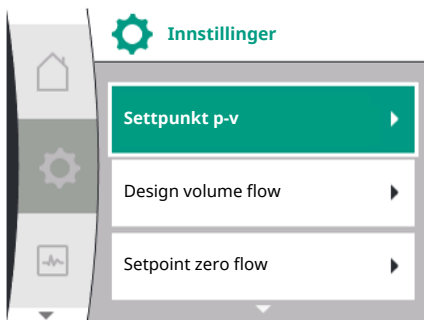 Innstillinger
Settpunkt p-v
Design volume flow
Setpoint zero flow